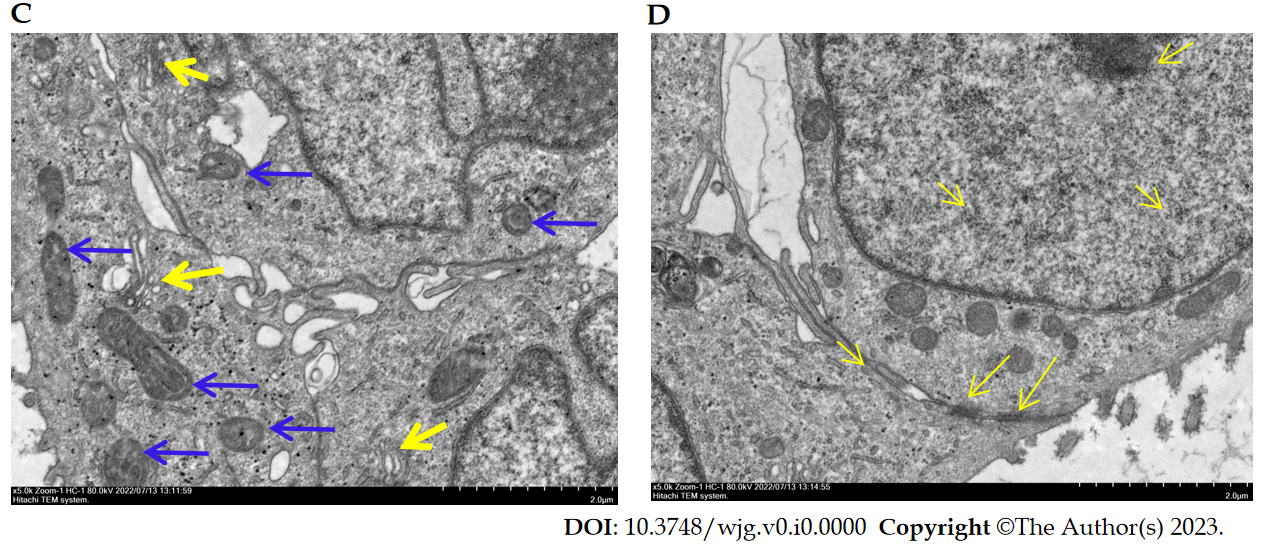 C
D
x5.0k Zoom-1 HC-1 80.0kV 2022/07/13 13:11:59
Hitachi TEM system.
2.0µm
x5.0k Zoom-1 HC-1 80.0kV 2022/07/13 13:14:55
Hitachi TEM system.
2.0µm
DOI: 10.3748/wjg.v0.i0.0000 Copyright ©The Author(s) 2023.